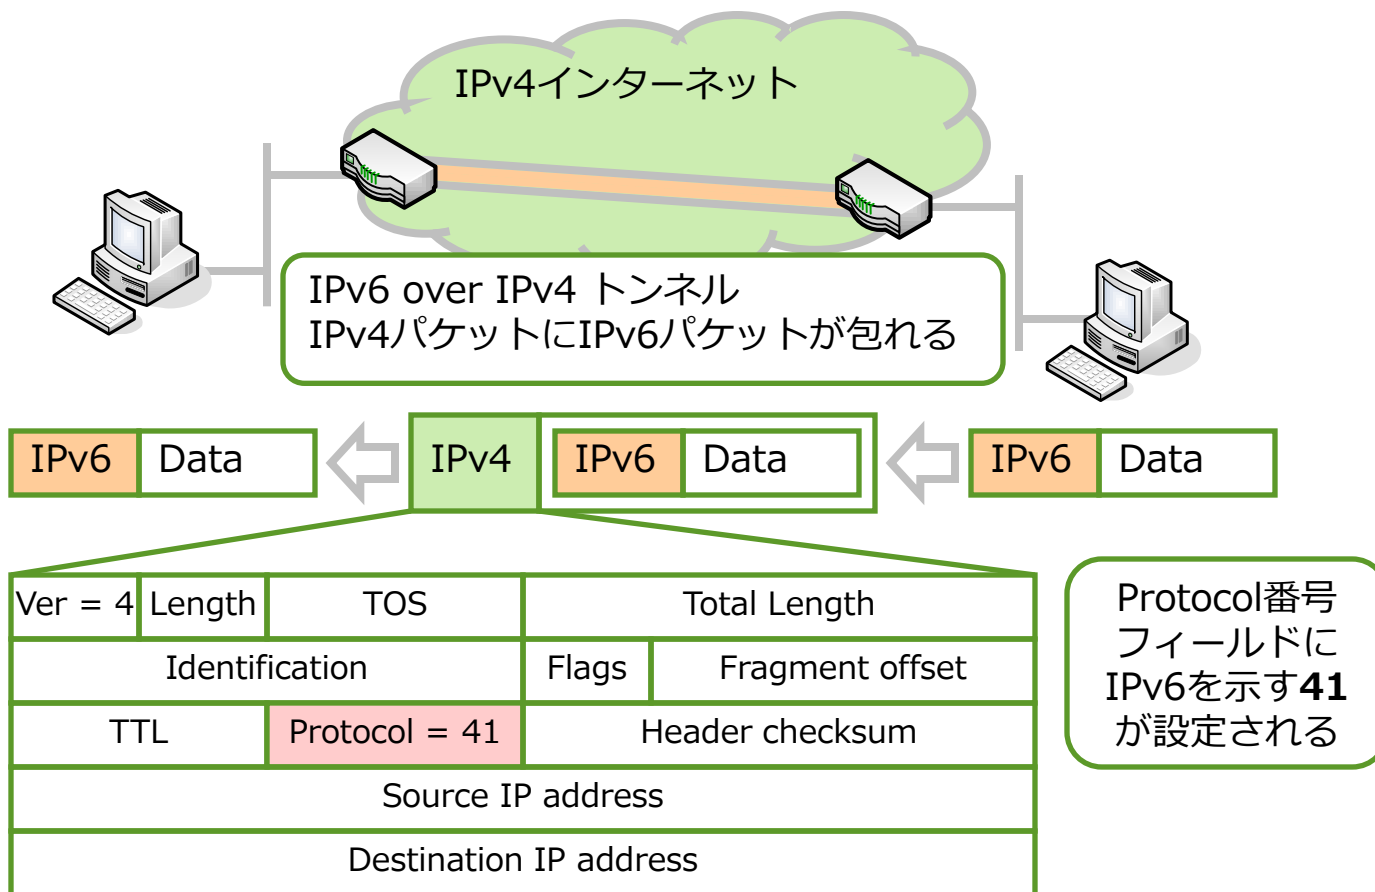 IPv4インターネット
IPv6 over IPv4 トンネル
IPv4パケットにIPv6パケットが包れる
IPv6 Data
IPv4 IPv6 Data
IPv6 Data
Ver = 4 Length TOS Total Length
Identification Flags Fragment offset
TTL Protocol = 41 Header checksum
Source IP address
Destination IP address
Protocol番号
フィールドに
IPv6を示す41
が設定される